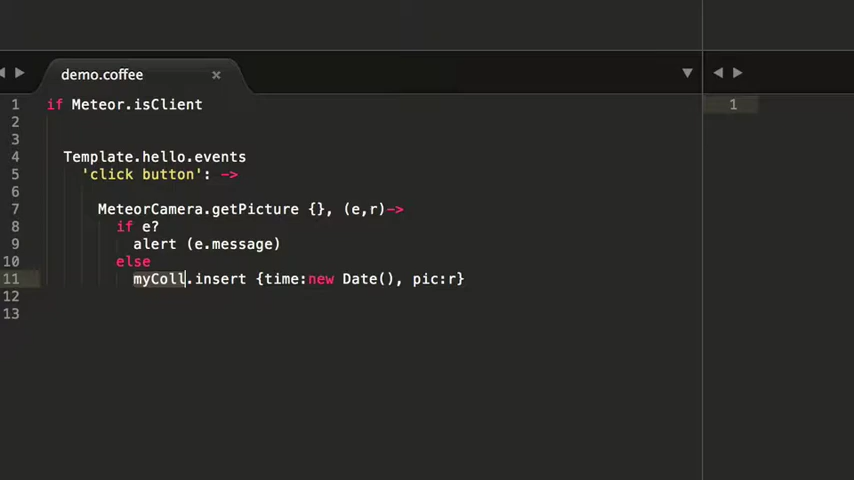 demo.coffee
1 if Meteor.isClient
2
3
4 Template.hello.events
5 'click button': ->
6
7 MeteorCamera.getPicture {}, (e,r)->
8 if e?
9 alert (e.message)
10 else
11 myColl.insert {time:new Date(), pic:r}
12
13
1